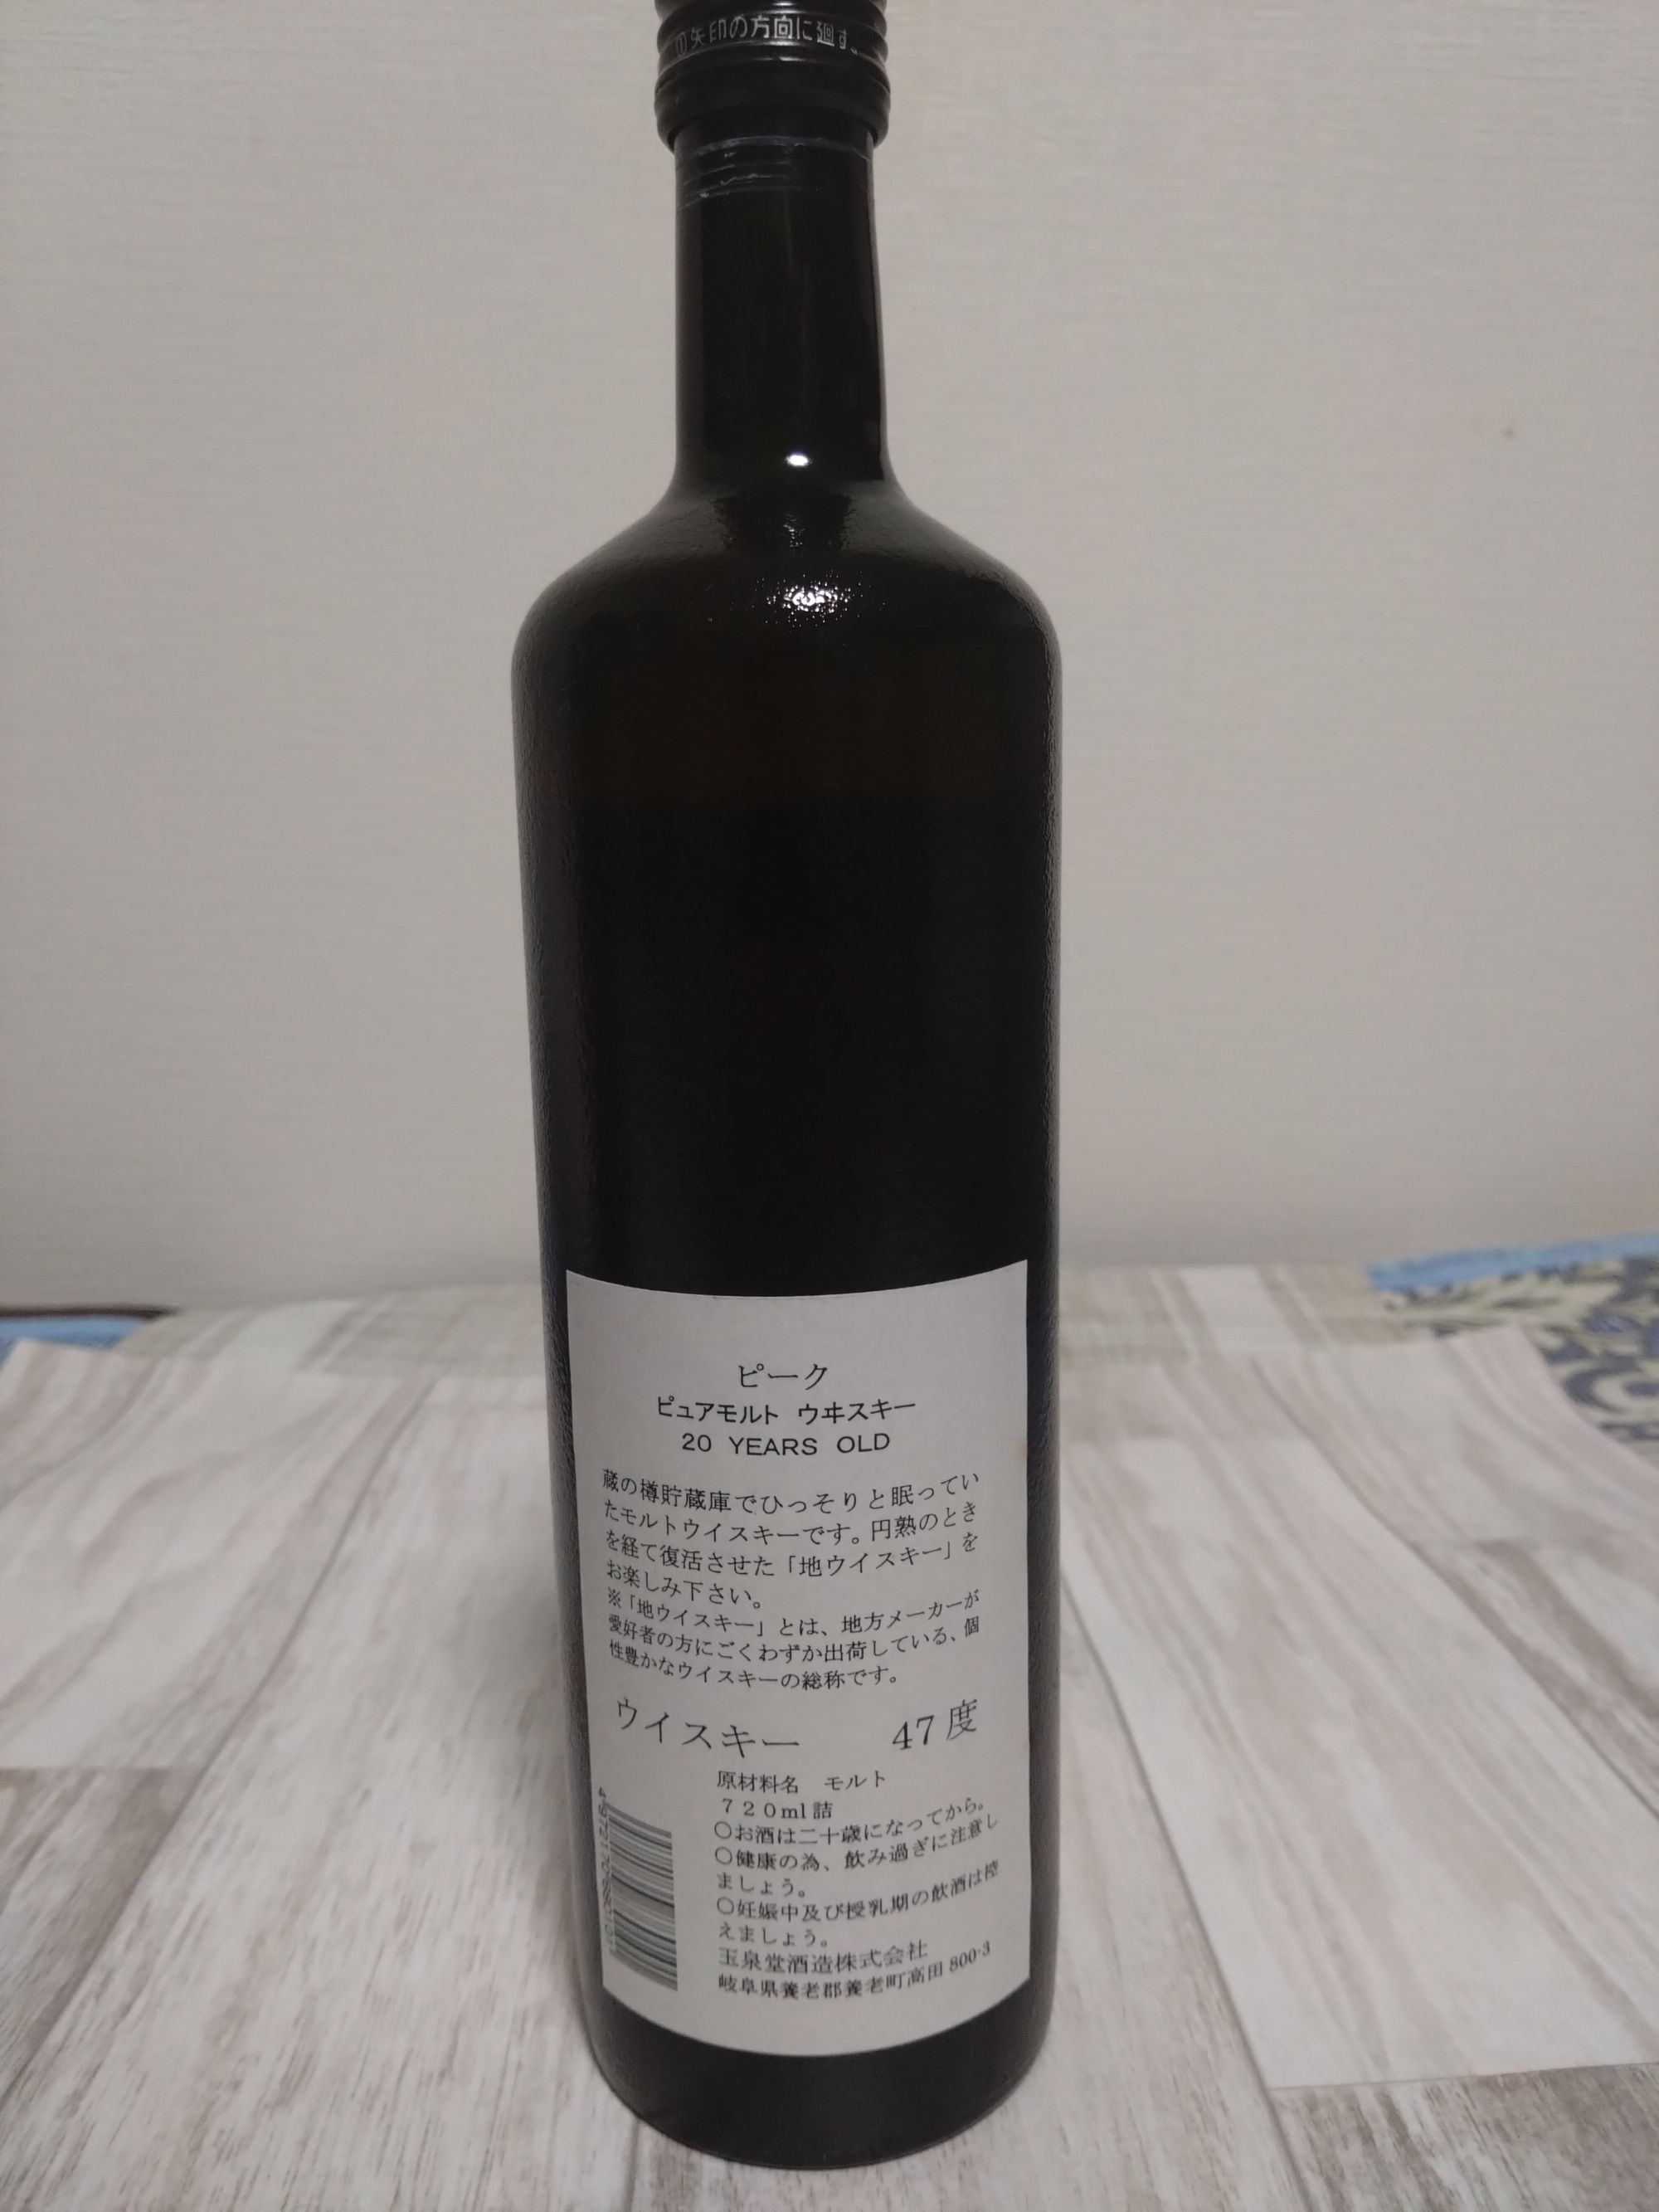 矢印の方向に廻す。
ピーク
ピュアモルト ウヰスキー
20 YEARS OLD
蔵の樽貯蔵庫でひっそりと眠ってい
たモルトウイスキーです。円熟のとき
を経て復活させた「地ウイスキー」を
お楽しみ下さい。
※「地ウイスキー」とは、地方メーカーが
愛好者の方にごくわずか出荷している、個
性豊かなウイスキーの総称です。
ウイスキー 47度
原材料名 モルト
720ml詰
○お酒は二十歳になってから。
○健康の為、飲み過ぎに注意し
ましょう。
○妊娠中及び授乳期の飲酒は控
えましょう。
玉泉堂酒造株式会社
岐阜県養老郡養老町高田800-3